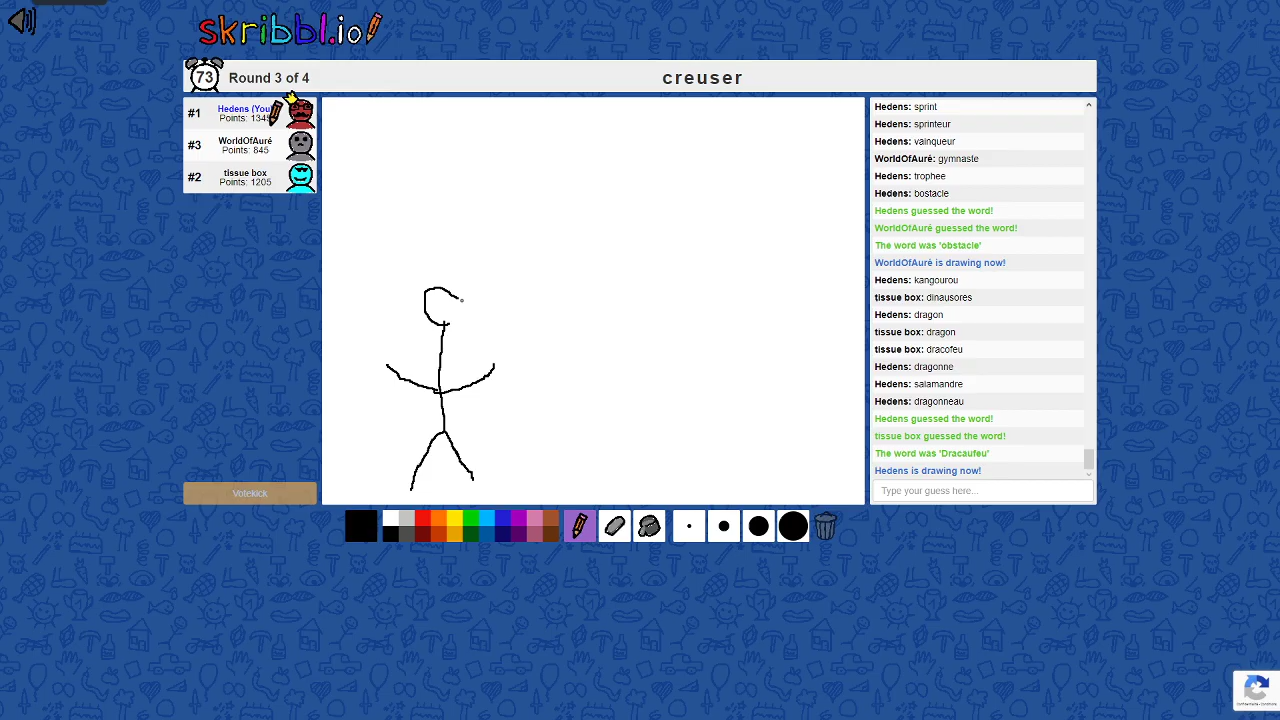 skribbl.io
73
Round 3 of 4
creuser
#1
Hedens (You
Points: 1345
#3
WorldOfAuré
Points: 845
#2
tissue box
Points: 1205
Votekick
Hedens: sprint
Hedens: sprinteur
Hedens: vainqueur
WorldOfAuré: gymnaste
Hedens: trophee
Hedens: bostacle
Hedens guessed the word!
WorldOfAuré guessed the word!
The word was 'obstacle'
WorldOfAuré is drawing now!
Hedens: kangourou
tissue box: dinausores
Hedens: dragon
tissue box: dragon
tissue box: dracofeu
Hedens: dragonne
Hedens: salamandre
Hedens: dragonneau
Hedens guessed the word!
tissue box guessed the word!
The word was 'Dracaufeu'
Hedens is drawing now!
Type your guess here...